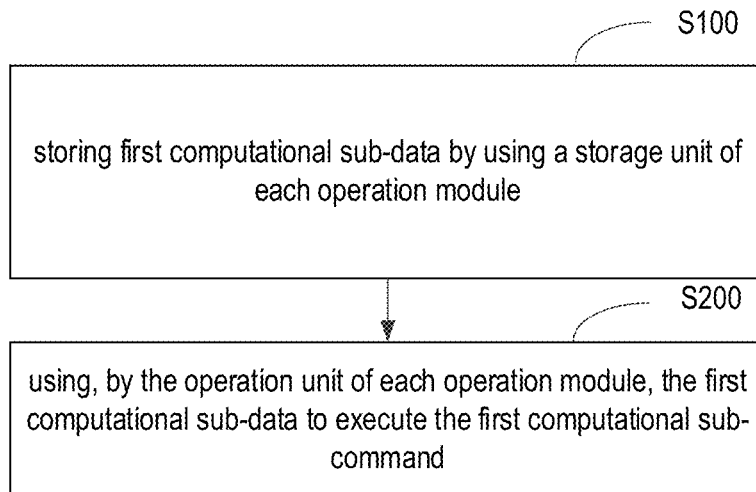 S100
storing first computational sub-data by using a storage unit of
each operation module
S200
using, by the operation unit of each operation module, the first
computational sub-data to execute the first computational sub-
command